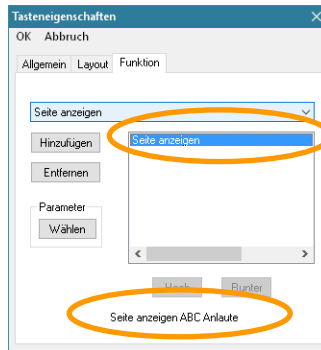 Tasteneigenschaften
OK Abbruch
Allgemein Layout Funktion
Seite anzeigen
Hinzufügen
Seite anzeigen
Entfernen
Parameter
Wählen
Hoch Runter
Seite anzeigen ABC Anlaute